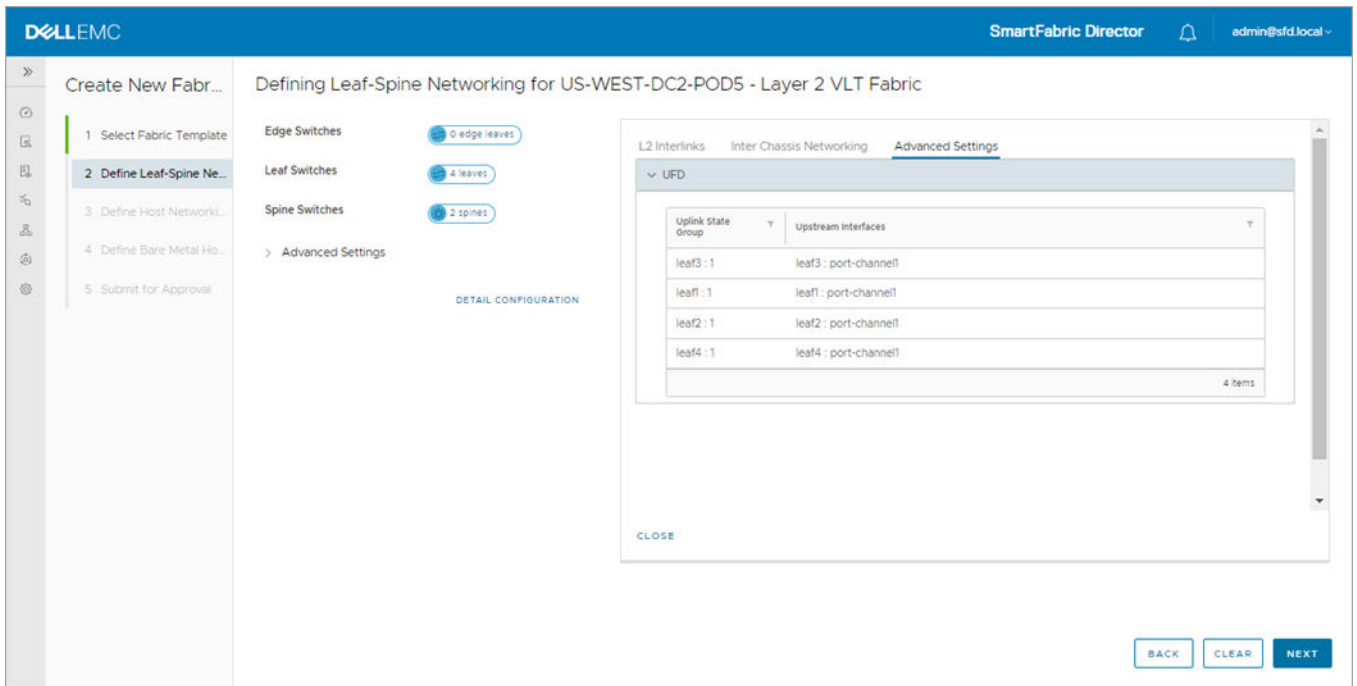 DELLEMC
SmartFabric Director
admin@sfd.local
Create New Fabr...
1 Select Fabric Template
2 Define Leaf-Spine Ne...
3 Define Host Networki...
4 Define Bare Metal Ho...
5 Submit for Approval
Defining Leaf-Spine Networking for US-WEST-DC2-POD5 - Layer 2 VLT Fabric
Edge Switches
0 edge leaves
Leaf Switches
4 leaves
Spine Switches
2 spines
Advanced Settings
DETAIL CONFIGURATION
L2 Interlinks Inter Chassis Networking Advanced Settings
UFD
Uplink State
Group
Upstream Interfaces
leaf3 : 1 leaf3 : port-channel1
leaf1 : 1 leaf1 : port-channel1
leaf2 : 1 leaf2 : port-channel1
leaf4 : 1 leaf4 : port-channel1
4 items
CLOSE
BACK CLEAR NEXT